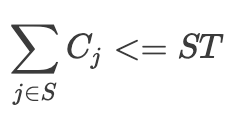 ∑_{j∈S} C_j <= ST